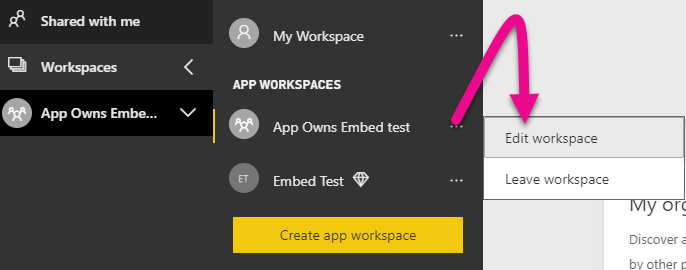 Shared with me
Workspaces
App Owns Embe...
My Workspace
APP WORKSPACES
App Owns Embed test
ET
Embed Test
Create app workspace
Edit workspace
Leave workspace
My org
Discover a
by other p